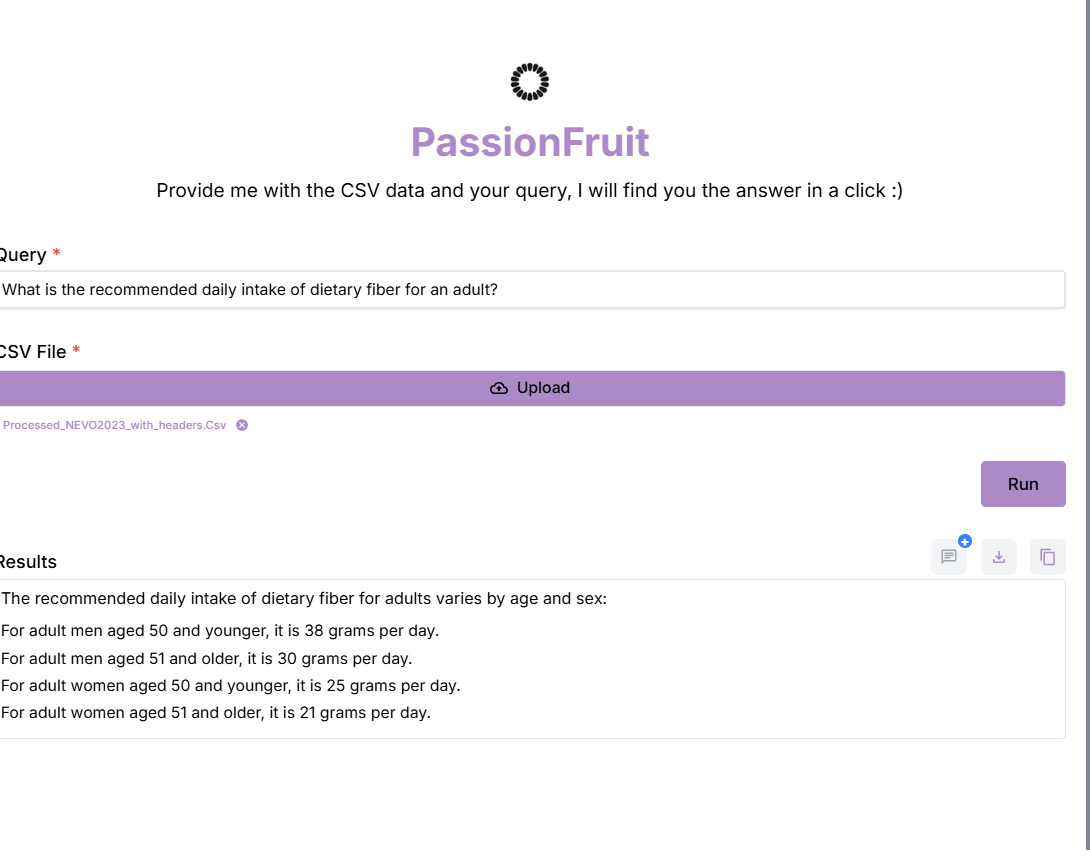 PassionFruit
Provide me with the CSV data and your query, I will find you the answer in a click :)
Query *
What is the recommended daily intake of dietary fiber for an adult?
CSV File *
Upload
Processed_NEVO2023_with_headers.Csv
Run
Results
The recommended daily intake of dietary fiber for adults varies by age and sex:
For adult men aged 50 and younger, it is 38 grams per day.
For adult men aged 51 and older, it is 30 grams per day.
For adult women aged 50 and younger, it is 25 grams per day.
For adult women aged 51 and older, it is 21 grams per day.